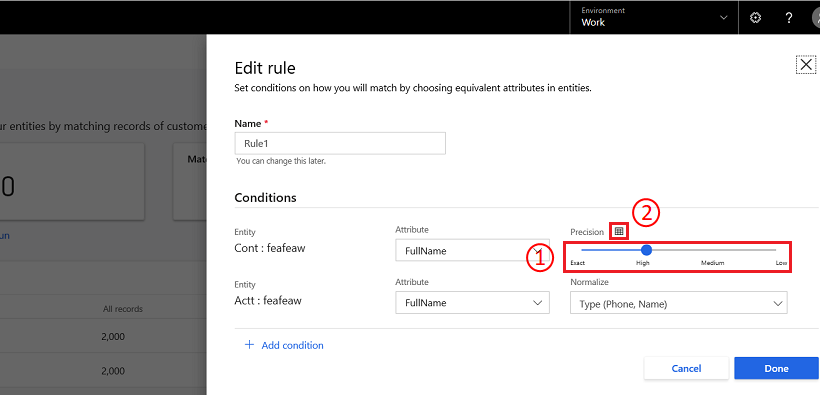 Environment
Work
?
Edit rule
Set conditions on how you will match by choosing equivalent attributes in entities.
ur entities by matching records of custome
Name *
Rule1
You can change this later.
Mat
0
un
Conditions
2
Entity
Attribute
Precision
Cont : feafeaw
FullName
1
Exact High Medium Low
Entity
Attribute
Normalize
Actt : feafeaw
FullName
Type (Phone, Name)
All records
2,000
+ Add condition
2,000
Cancel
Done